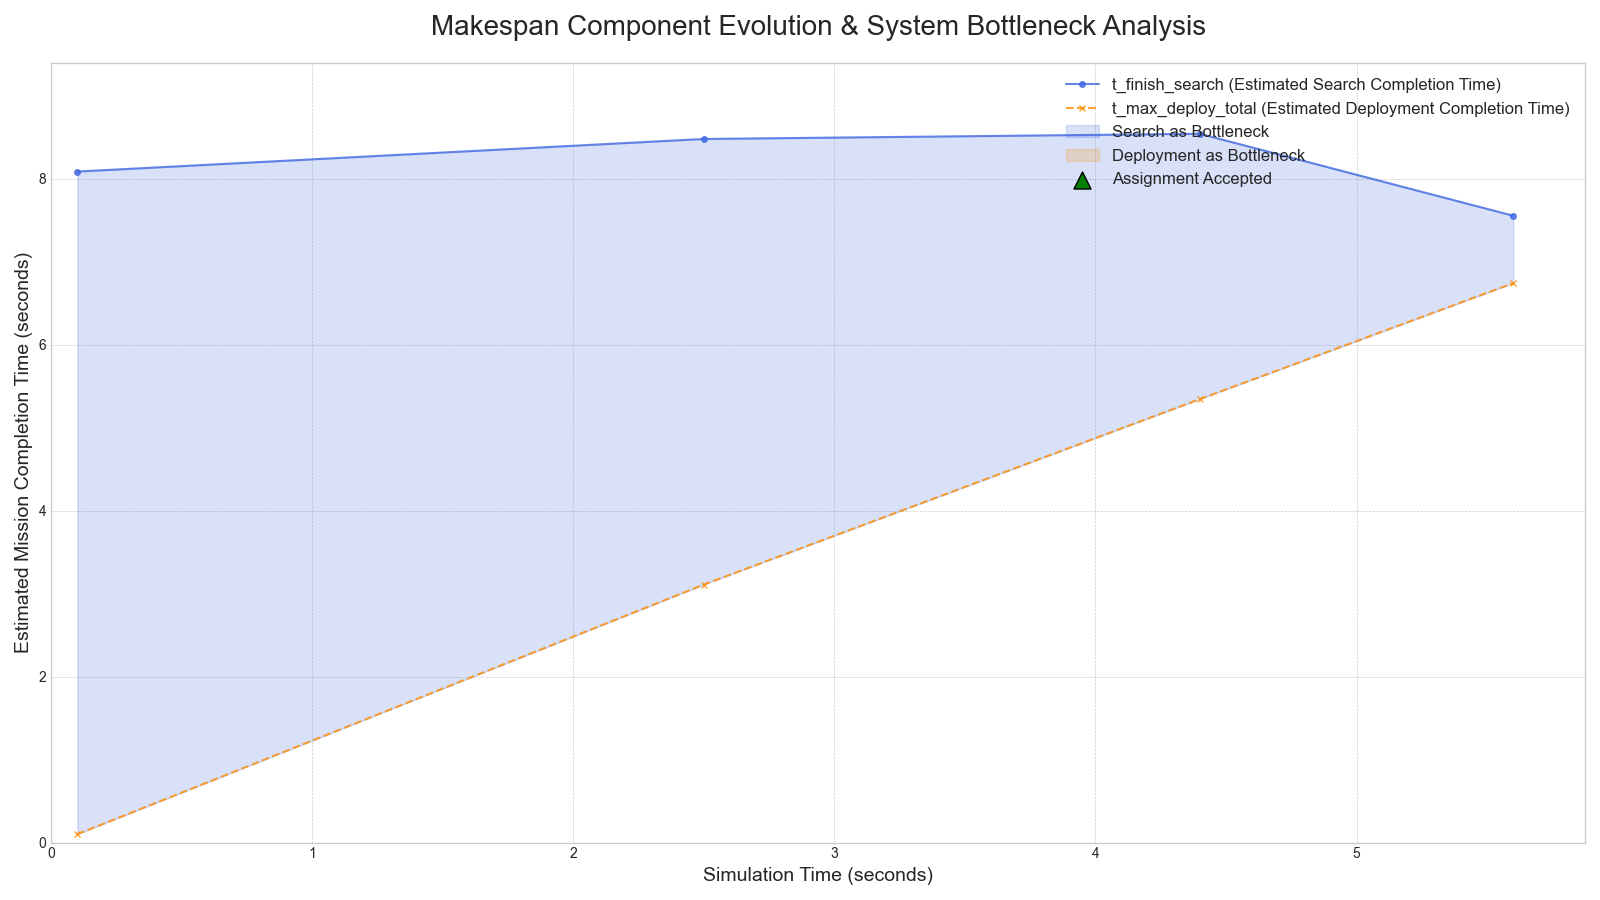 Makespan Component Evolution & System Bottleneck Analysis
t_finish_search (Estimated Search Completion Time)
t_max_deploy_total (Estimated Deployment Completion Time)
Search as Bottleneck
Deployment as Bottleneck
Assignment Accepted
Estimated Mission Completion Time (seconds)
8
6
4
2
0
0 1 2 3 4 5
Simulation Time (seconds)